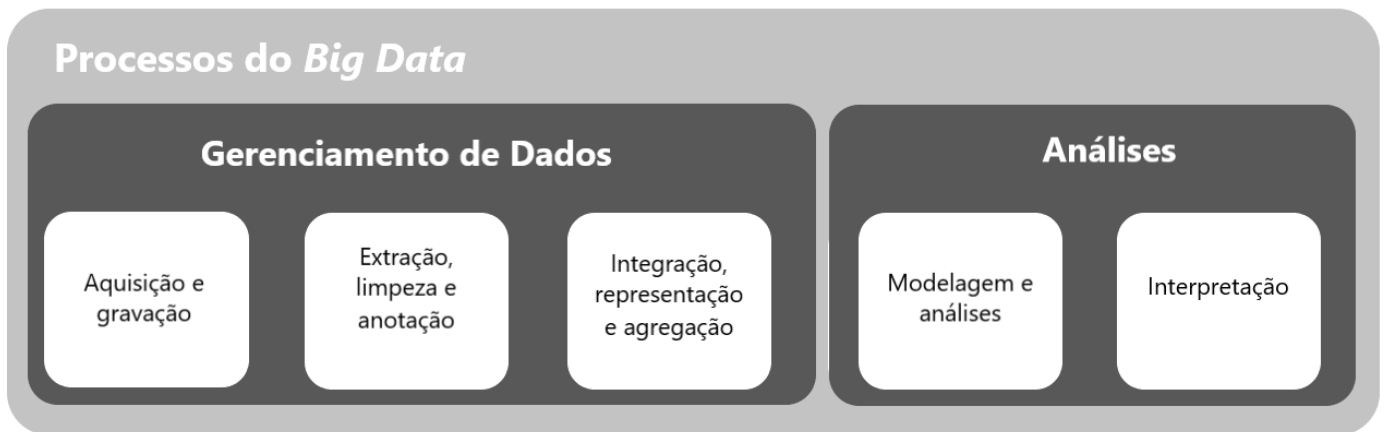 Processos do Big Data
Gerenciamento de Dados
Aquisição e
gravação
Extração,
limpeza e
anotação
Integração,
representação
e agregação
Análises
Modelagem e
análises
Interpretação